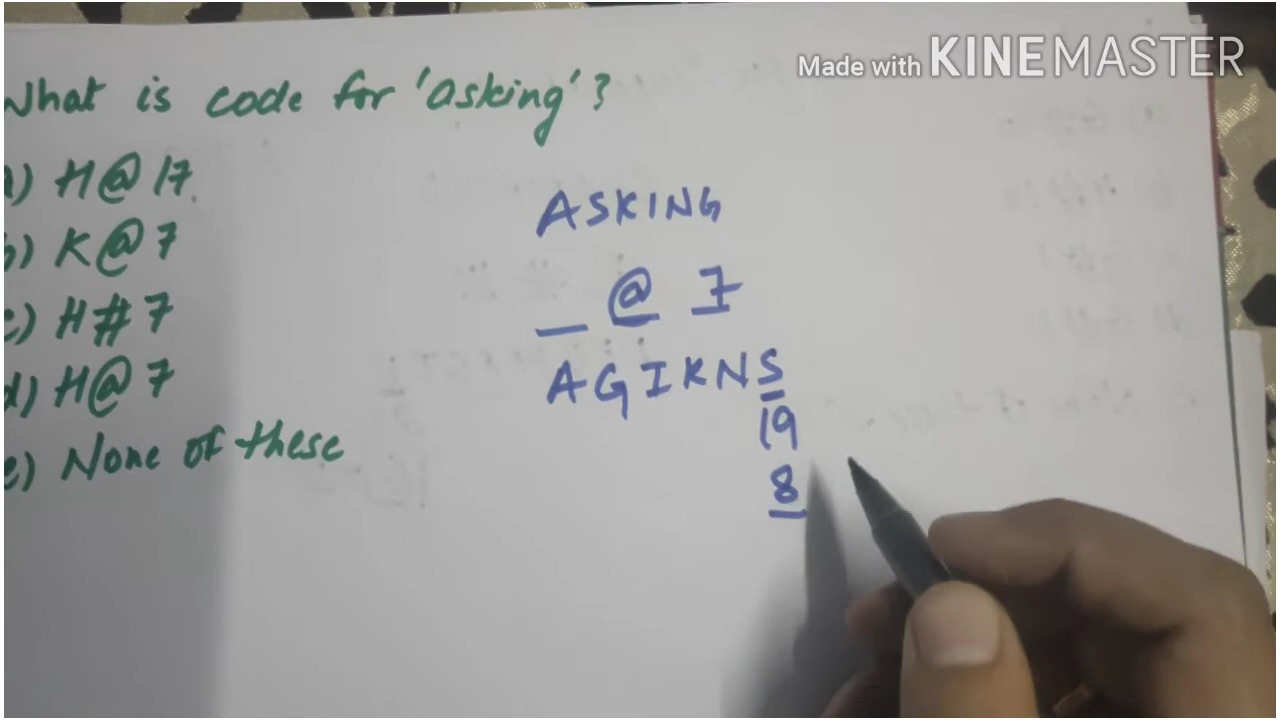 Made with KINEMASTER
What is code for 'asking'?
a) H@17
b) K@7
c) H#7
d) H@7
e) None of these
ASKING
_ @ 7
AGIKNS
19
8